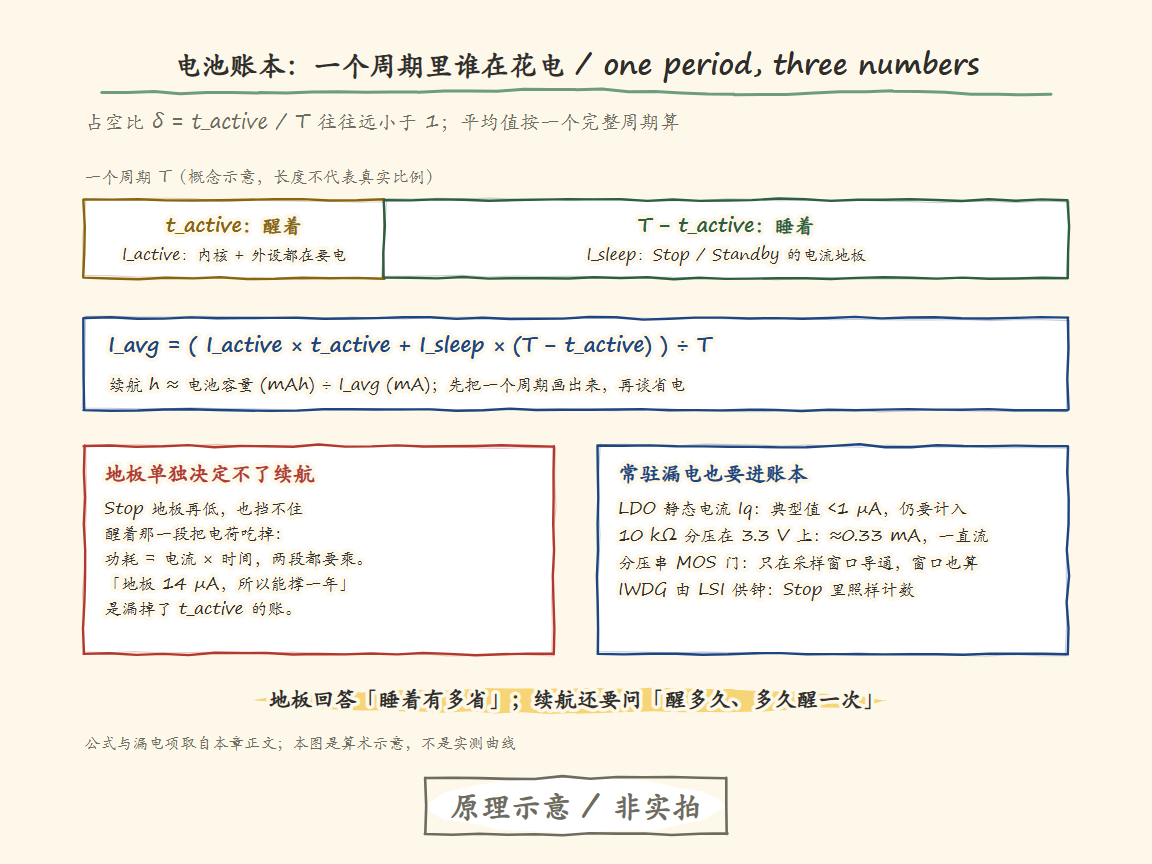 电池账本：一个周期里谁在花电 / one period, three numbers
占空比 δ = t_active / T 往往远小于 1；平均值按一个完整周期算
一个周期 T（概念示意，长度不代表真实比例）
t_active：醒着
I_active：内核 + 外设都在要电
T − t_active：睡着
I_sleep：Stop / Standby 的电流地板
I_avg = ( I_active × t_active + I_sleep × (T − t_active) ) ÷ T
续航 h ≈ 电池容量 (mAh) ÷ I_avg (mA)；先把一个周期画出来，再谈省电
地板单独决定不了续航
Stop 地板再低，也挡不住
醒着那一段把电荷吃掉：
功耗 = 电流 × 时间，两段都要乘。
「地板 14 μA，所以能撑一年」
是漏掉了 t_active 的账。
常驻漏电也要进账本
LDO 静态电流 Iq：典型值 <1 μA，仍要计入
10 kΩ 分压在 3.3 V 上：≈0.33 mA，一直流
分压串 MOS 门：只在采样窗口导通，窗口也算
IWDG 由 LSI 供钟：Stop 里照样计数
地板回答「睡着有多省」；续航还要问「醒多久、多久醒一次」
公式与漏电项取自本章正文；本图是算术示意，不是实测曲线
原理示意 / 非实拍